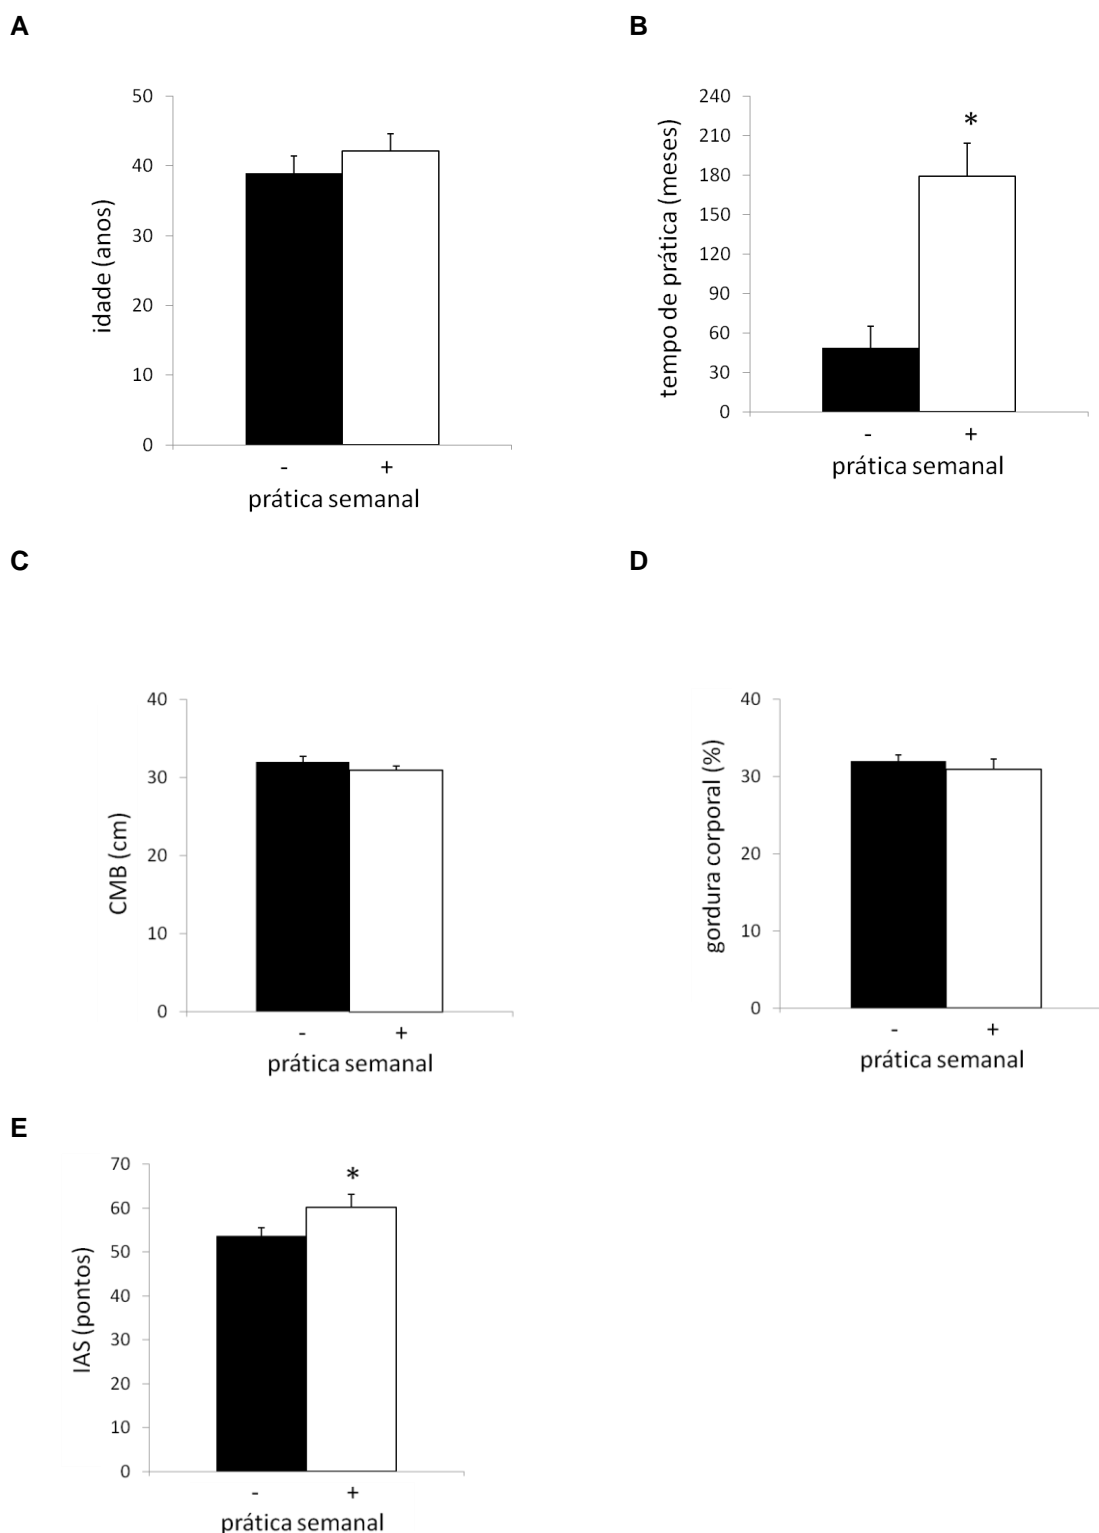 A
50
40
30
20
10
0
idade (anos)
- +
prática semanal
B
240
210
180
150
120
90
60
30
0
tempo de prática (meses)
*
- +
prática semanal
C
40
30
20
10
0
CMB (cm)
- +
prática semanal
D
40
30
20
10
0
gordura corporal (%)
- +
prática semanal
E
70
60
50
40
30
20
10
0
IAS (pontos)
*
- +
prática semanal